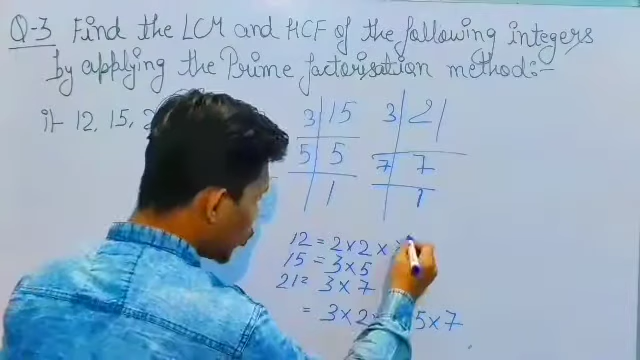 Q-3 Find the LCM and HCF of the following integers
by applying the Prime factorisation method:-
i) 12, 15, 2
3 | 15
5 | 5
1
3 | 21
7 | 7
1
12 = 2 × 2 ×
15 = 3 × 5
21 = 3 × 7
= 3 × 2 5 × 7